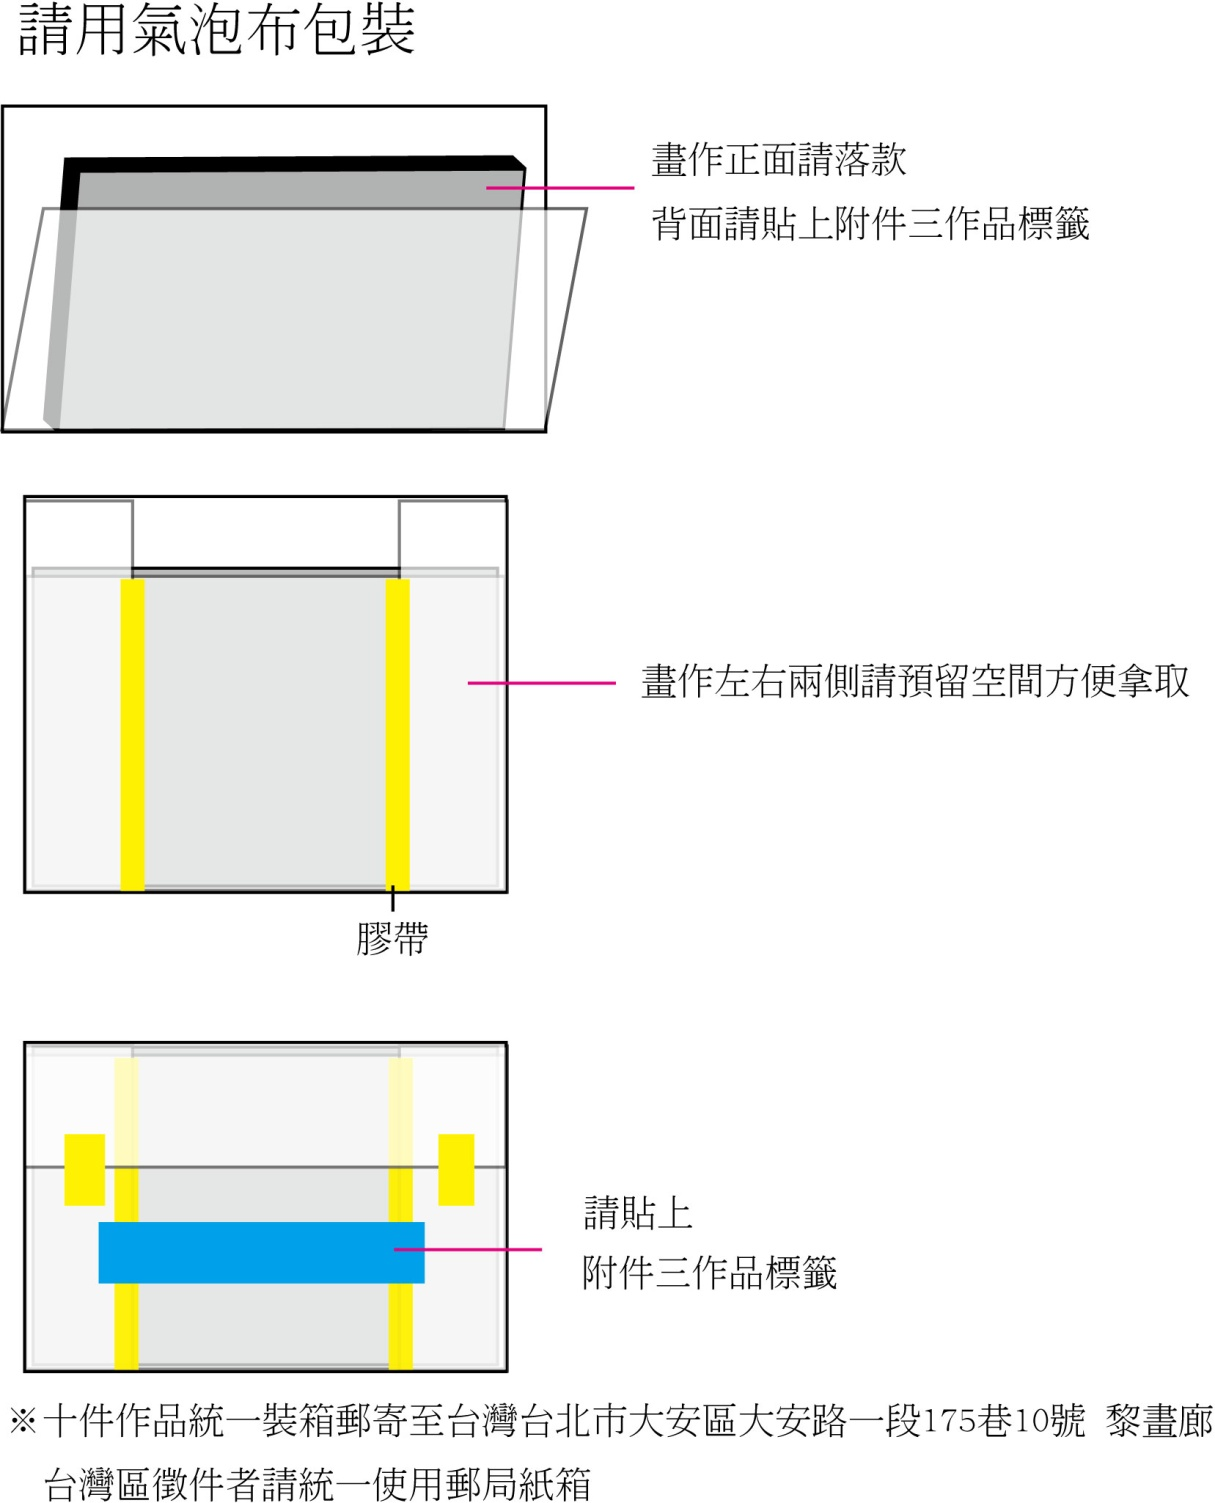 請用氣泡布包裝
畫作正面請落款
背面請貼上附件三作品標籤
畫作左右兩側請預留空間方便拿取
膠帶
請貼上
附件三作品標籤
※十件作品統一裝箱郵寄至台灣台北市大安區大安路一段175巷10號 黎畫廊
台灣區徵件者請統一使用郵局紙箱